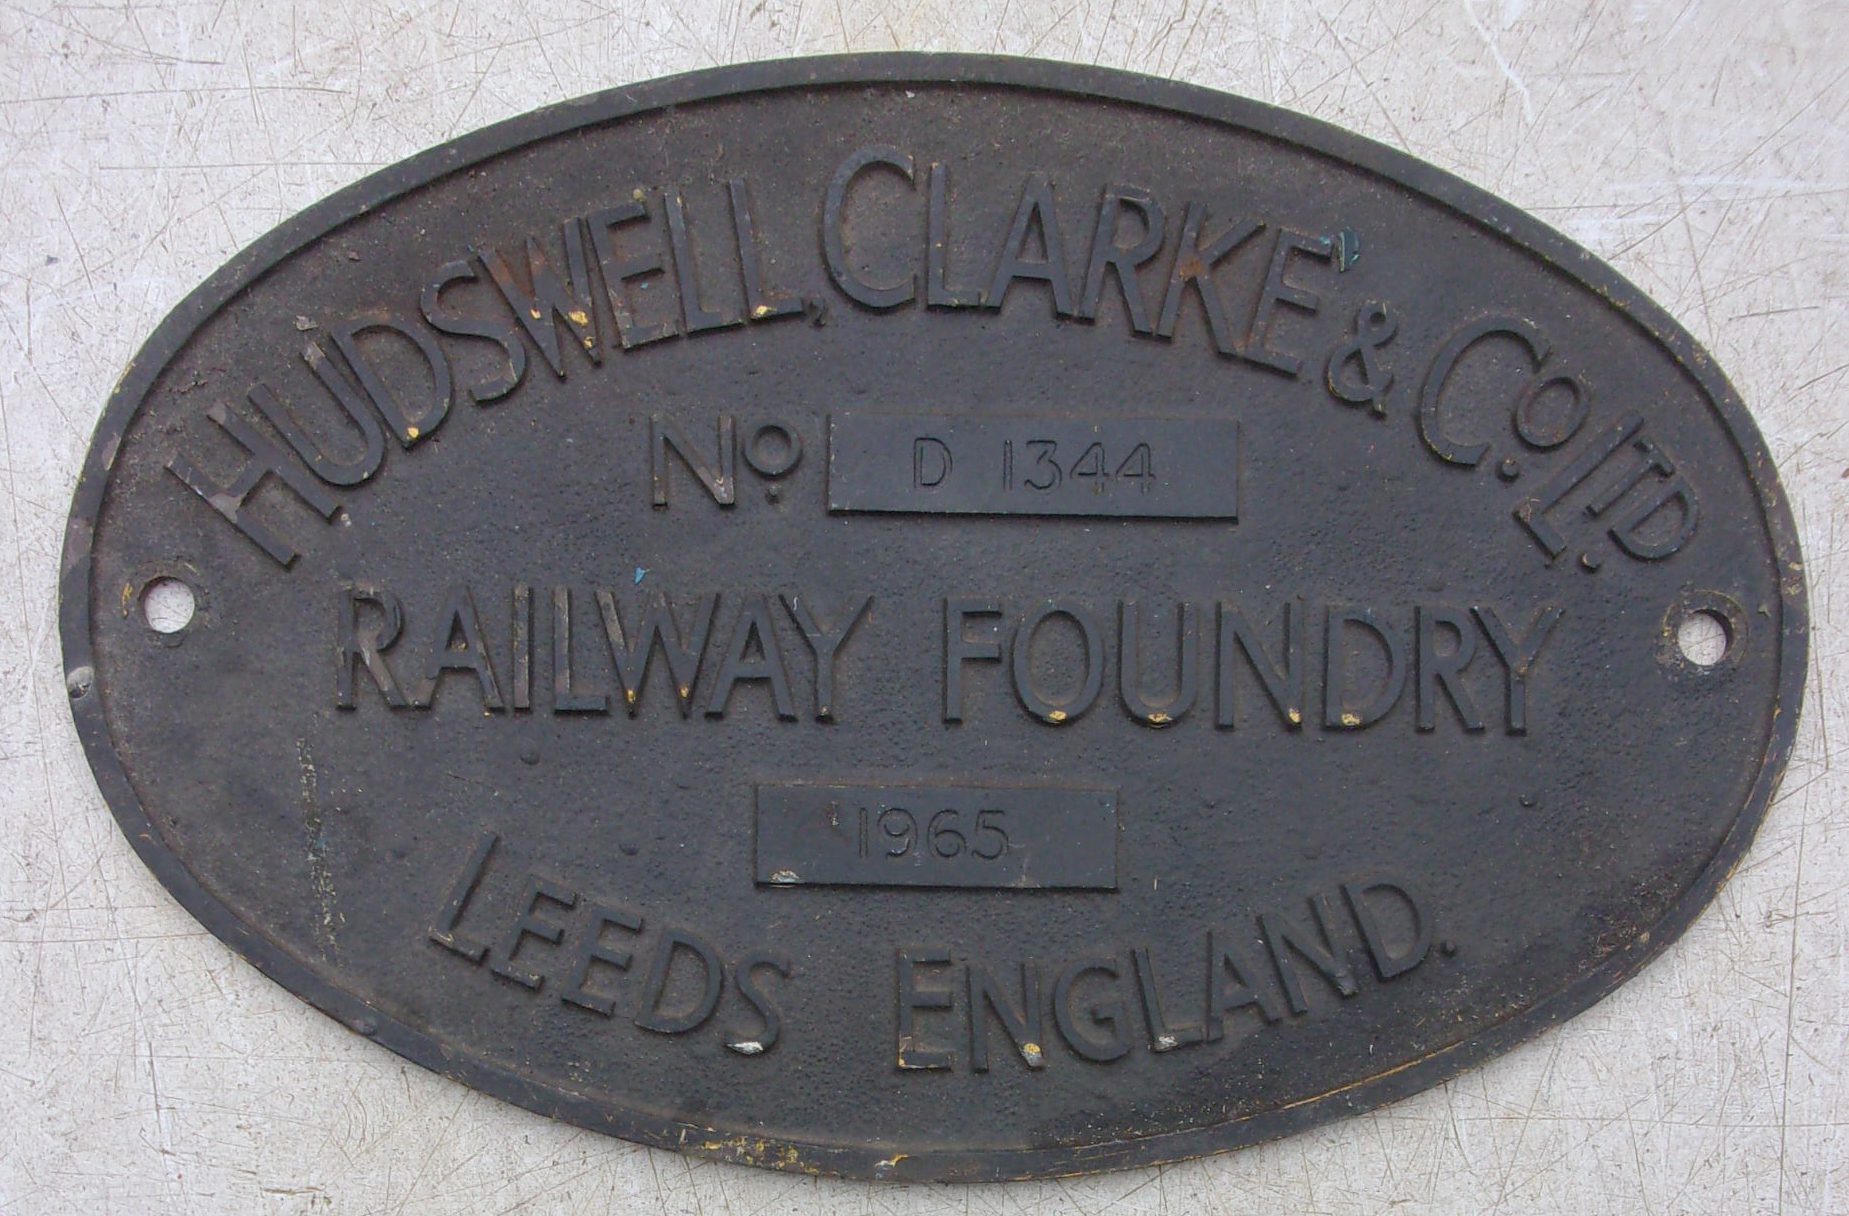 HUDSWELL, CLARKE & Co. LTD.
No. D 1344
RAILWAY FOUNDRY
1965
LEEDS ENGLAND.